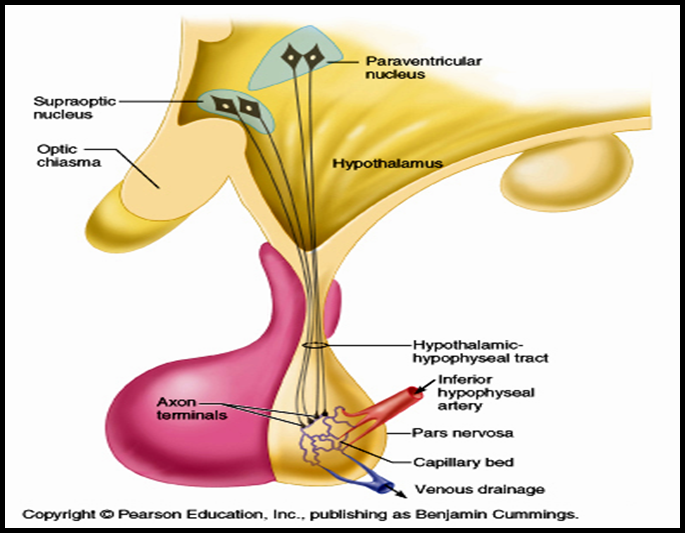 Paraventricular
nucleus
Supraoptic
nucleus
Optic
chiasma
Hypothalamus
Hypothalamic-
hypophyseal tract
Inferior
hypophyseal
artery
Axon
terminals
Pars nervosa
Capillary bed
Venous drainage
Copyright © Pearson Education, Inc., publishing as Benjamin Cummings.